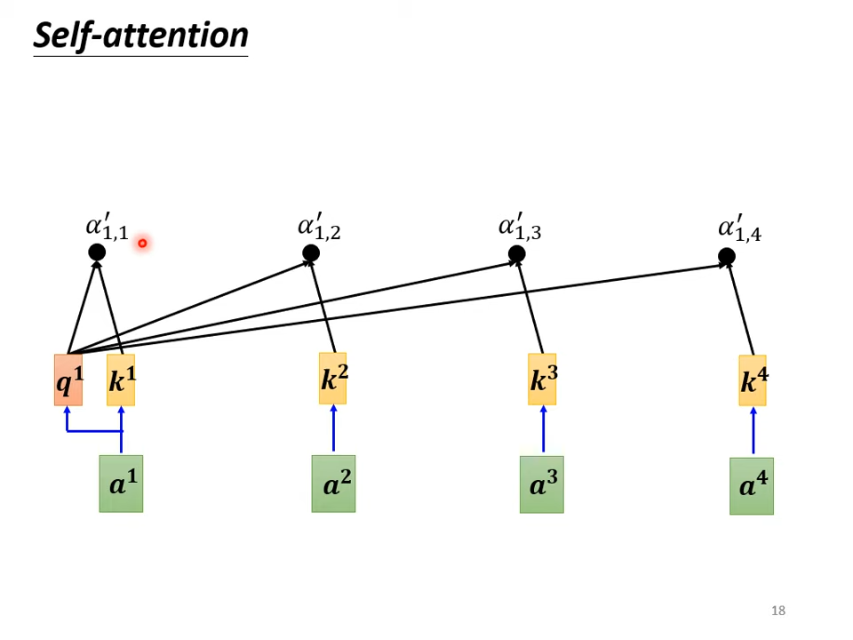 Self-attention
α′1,1 α′1,2 α′1,3 α′1,4
q1 k1 k2 k3 k4
a1 a2 a3 a4
18